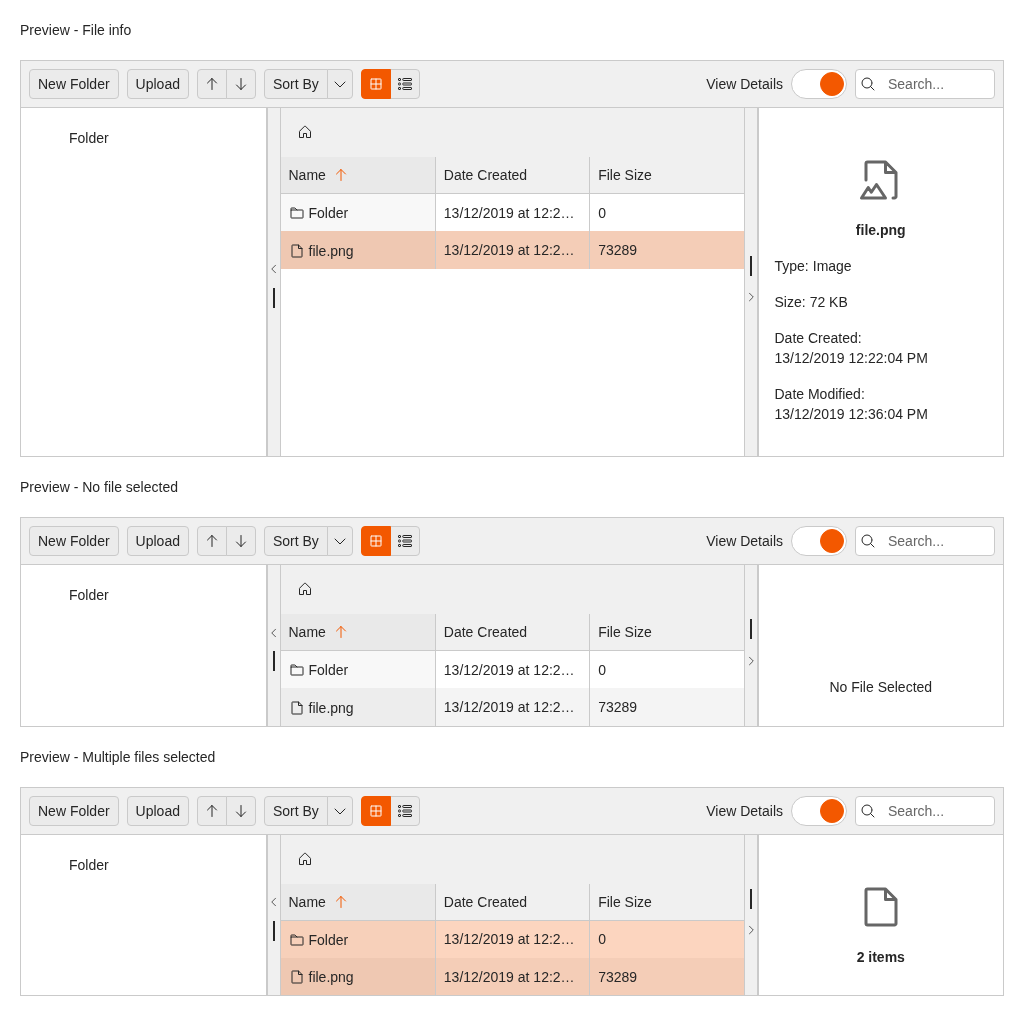 Preview - File info
New Folder Upload Sort By View Details Search...
Folder
Name Date Created File Size
Folder 13/12/2019 at 12:2... 0
file.png 13/12/2019 at 12:2... 73289
file.png
Type: Image
Size: 72 KB
Date Created:
13/12/2019 12:22:04 PM
Date Modified:
13/12/2019 12:36:04 PM
Preview - No file selected
New Folder Upload Sort By View Details Search...
Folder
Name Date Created File Size
Folder 13/12/2019 at 12:2... 0
file.png 13/12/2019 at 12:2... 73289
No File Selected
Preview - Multiple files selected
New Folder Upload Sort By View Details Search...
Folder
Name Date Created File Size
Folder 13/12/2019 at 12:2... 0
file.png 13/12/2019 at 12:2... 73289
2 items